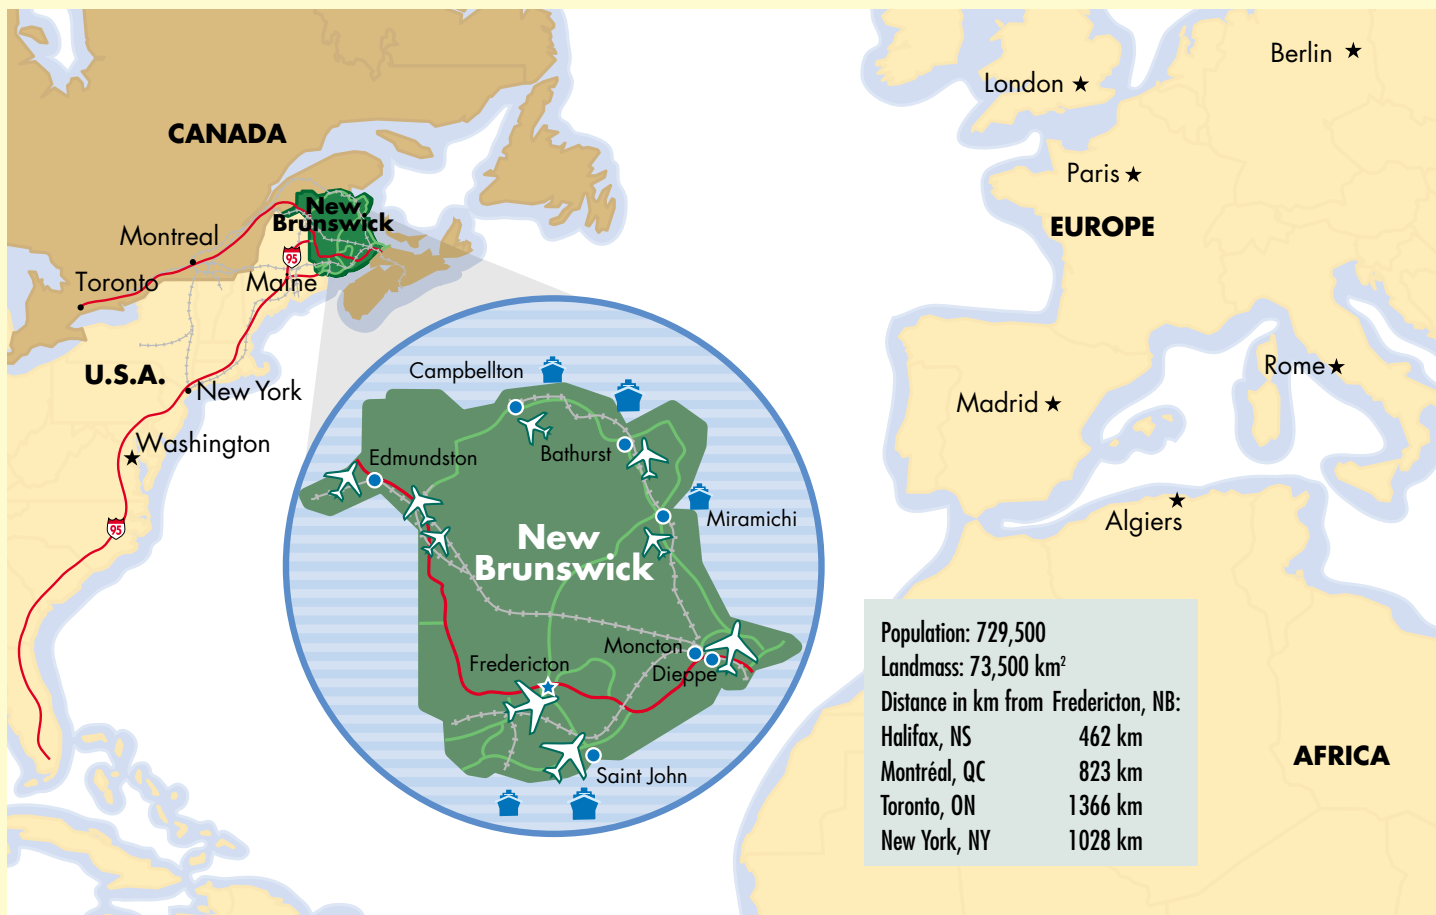 CANADA
New
Brunswick
Montreal
95
Toronto
Maine
U.S.A.
New York
Washington
95
London
Berlin
Paris
EUROPE
Rome
Madrid
Algiers
AFRICA
Campbellton
Edmundston
Bathurst
Miramichi
New
Brunswick
Moncton
Dieppe
Fredericton
Saint John
Population: 729,500
Landmass: 73,500 km²
Distance in km from Fredericton, NB:
Halifax, NS 462 km
Montréal, QC 823 km
Toronto, ON 1366 km
New York, NY 1028 km